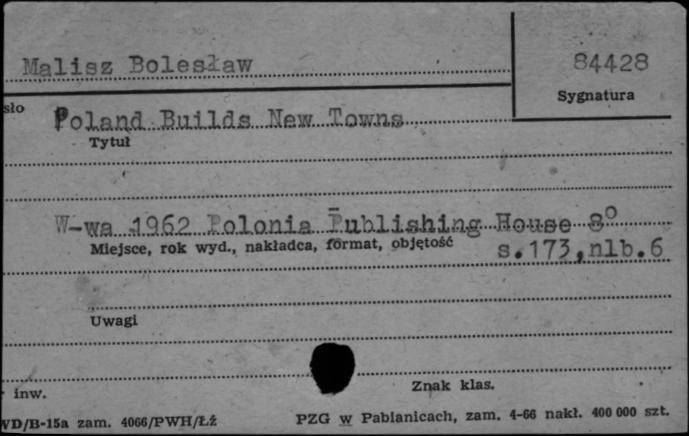 Malisz Bolesław
84428
Sygnatura
sło
Poland Builds New Towns
Tytuł
W-wa 1962 Polonia Publishing House 8°
Miejsce, rok wyd., nakładca, format, objętość
s.173,nlb.6
Uwagi
inw.
Znak klas.
WD/B-15a zam. 4066/PWH/Łź
PZG w Pabianicach, zam. 4-66 nakł. 400 000 szt.